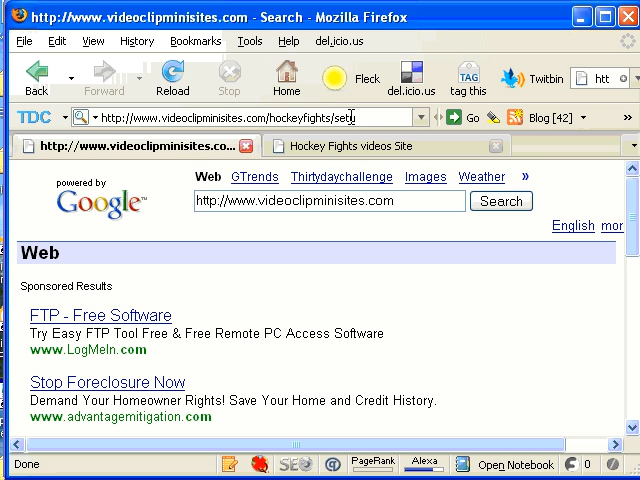 http://www.videoclipminisites.com - Search - Mozilla Firefox
File Edit View History Bookmarks Tools Help del.icio.us
Back Forward Reload Stop Home Fleck del.icio.us tag this Twitbin htt
TAG
TDC http://www.videoclipminisites.com/hockeyfights/setu Go Blog [42] »
http://www.videoclipminisites.co... Hockey Fights videos Site
powered by
Google™
Web GTrends Thirtydaychallenge Images Weather »
http://www.videoclipminisites.com Search
English mor
Web
Sponsored Results
FTP - Free Software
Try Easy FTP Tool Free & Free Remote PC Access Software
www.LogMeIn.com
Stop Foreclosure Now
Demand Your Homeowner Rights! Save Your Home and Credit History.
www.advantagemitigation.com
Done SEO @ PageRank Alexa Open Notebook F 0